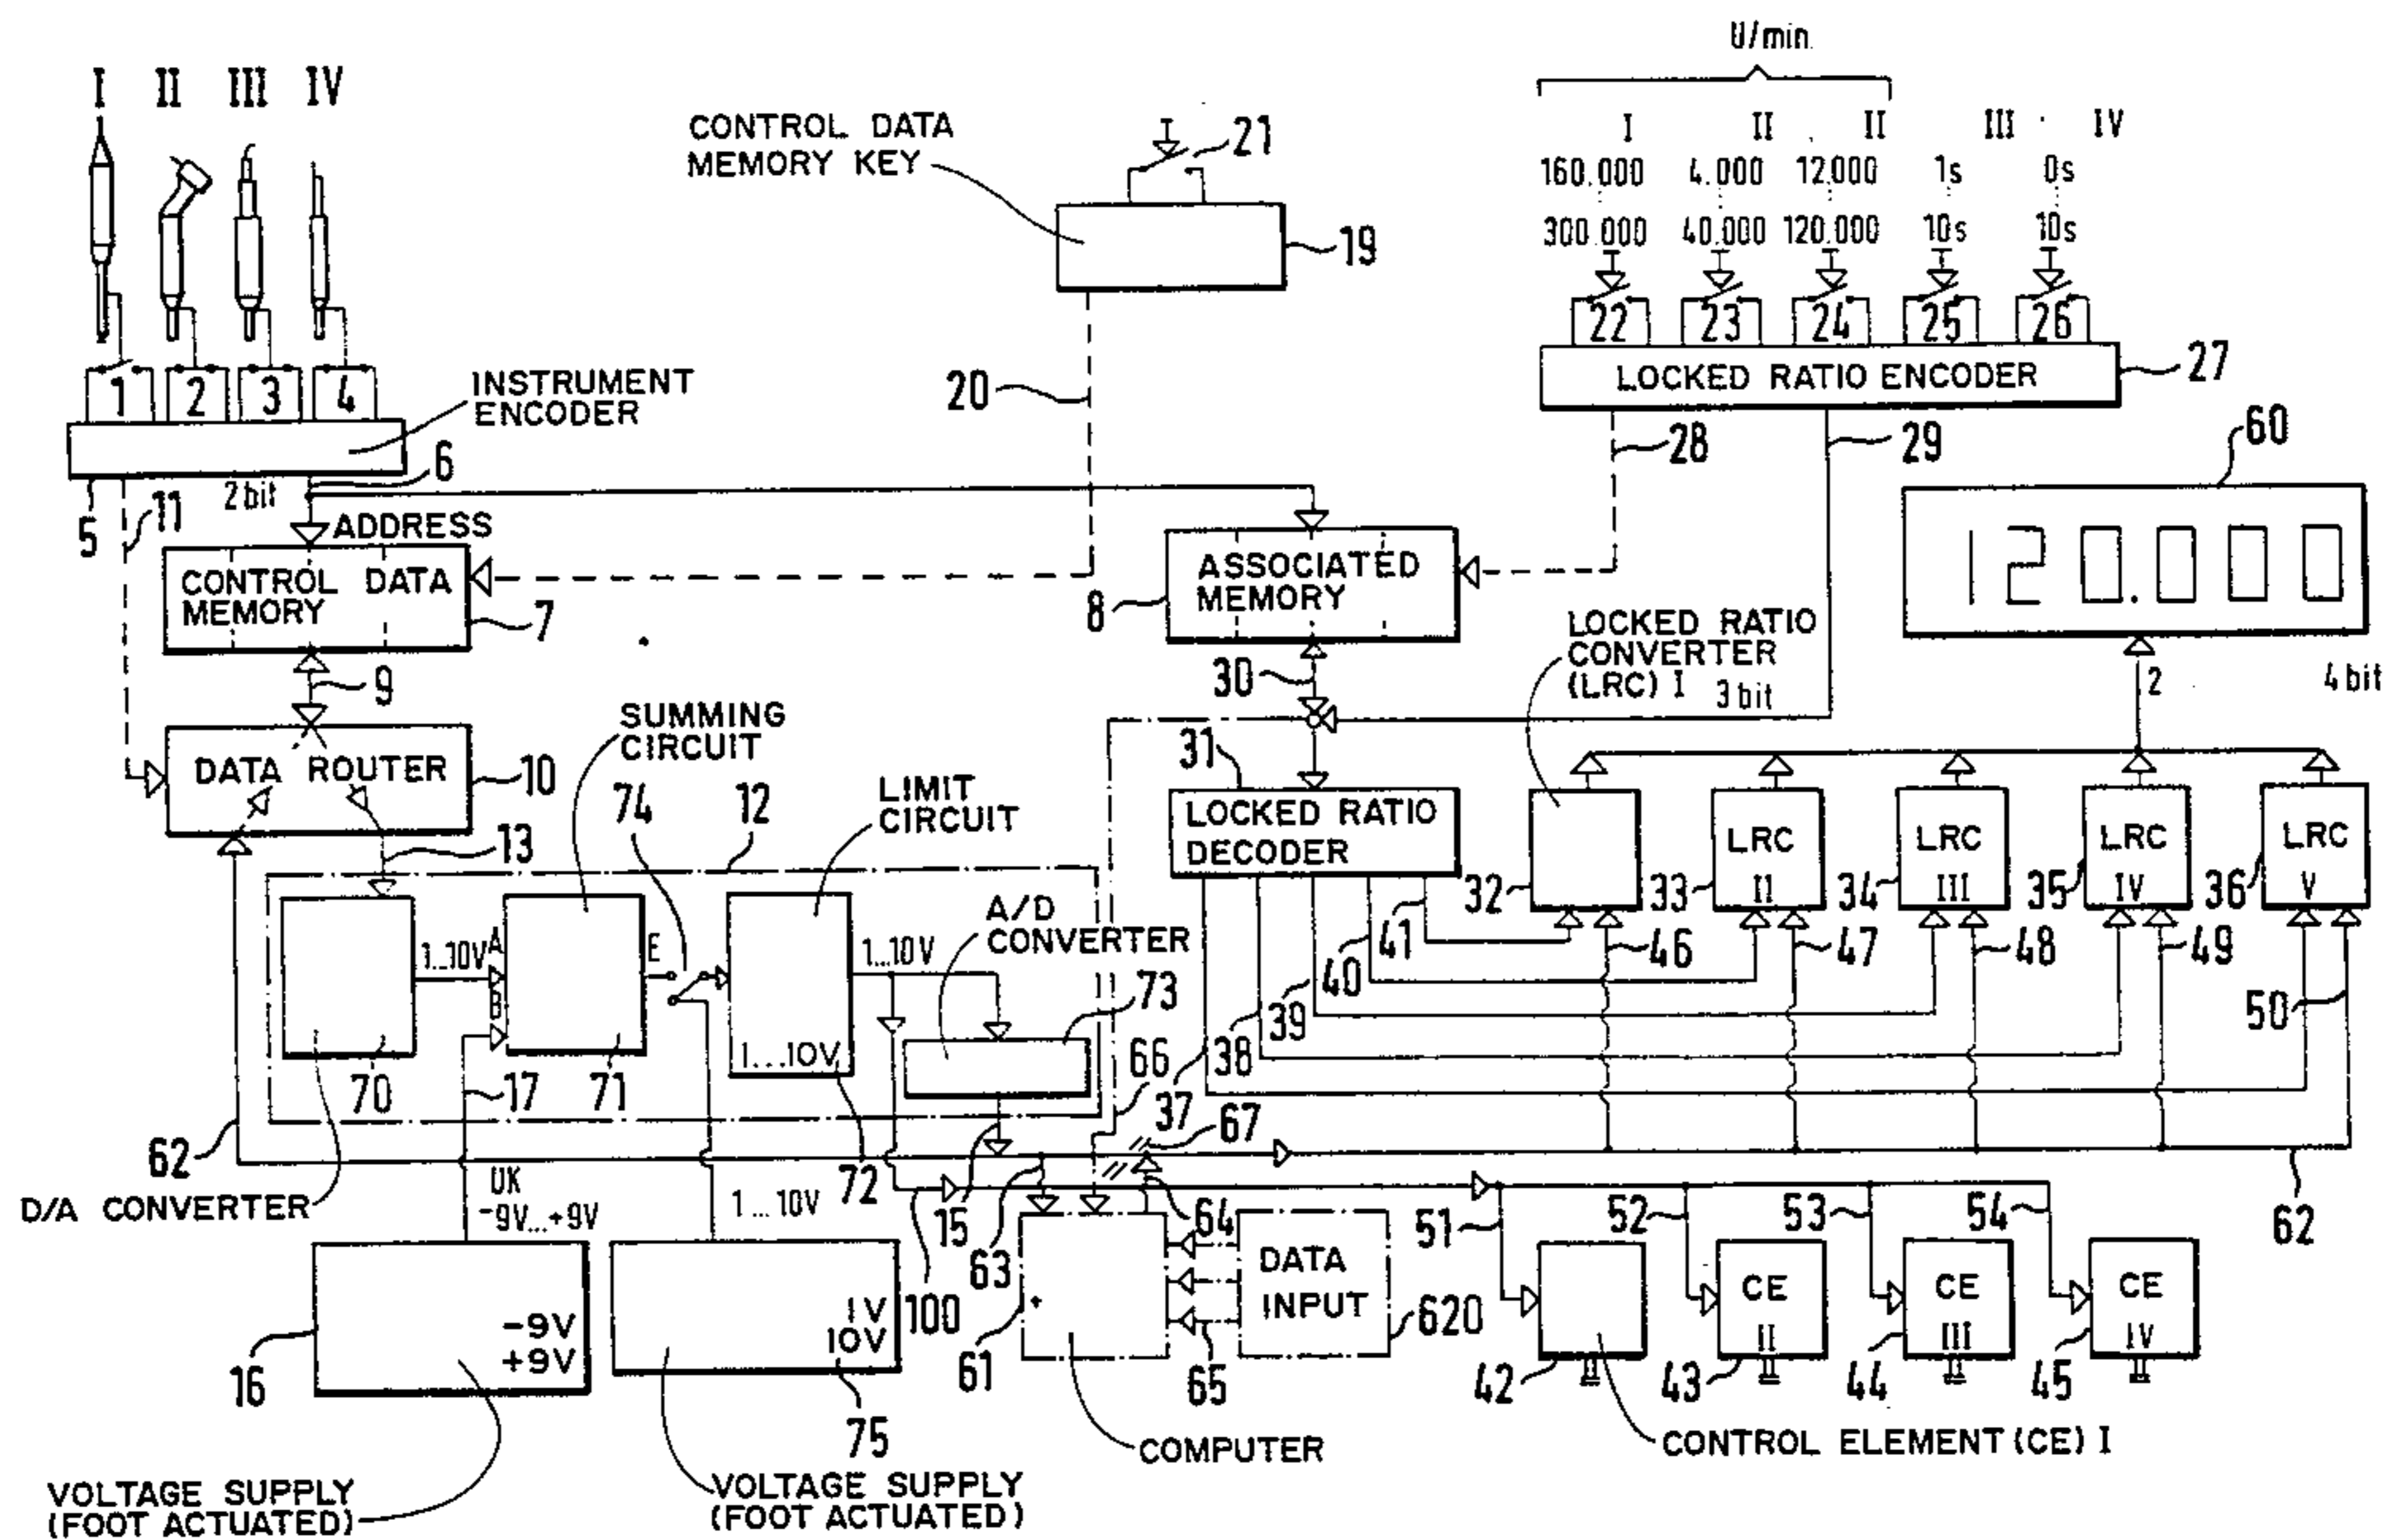 U/min
I II III IV
I II II III IV
CONTROL DATA
MEMORY KEY
21
160.000 4.000 12.000 1s 0s
300.000 40.000 120.000 10s 10s
19
22 23 24 25 26
1 2 3 4
INSTRUMENT
ENCODER
20
LOCKED RATIO ENCODER
27
5
11
2 bit
6
28
29
60
ADDRESS
CONTROL DATA
MEMORY
7
8
ASSOCIATED
MEMORY
120.000
LOCKED RATIO
CONVERTER
(LRC) I
9
30
3 bit
2
4 bit
SUMMING
CIRCUIT
DATA ROUTER
10
74
12
LIMIT
CIRCUIT
31
LOCKED RATIO
DECODER
13
32
33
LRC
II
34
LRC
III
35
LRC
IV
36
LRC
V
A/D
CONVERTER
1...10V
A
B
E
1...10V
73
41
40
39
38
37
46
47
48
49
50
70
17
71
1...10V
72
66
67
62
D/A CONVERTER
UK
-9V...+9V
1...10V
15
63
64
100
51
52
53
54
62
16
-9V
+9V
1V
10V
75
61
+
DATA
INPUT
620
65
42
43
CE
II
44
CE
III
45
CE
IV
COMPUTER
CONTROL ELEMENT (CE) I
VOLTAGE SUPPLY
(FOOT ACTUATED)
VOLTAGE SUPPLY
(FOOT ACTUATED)